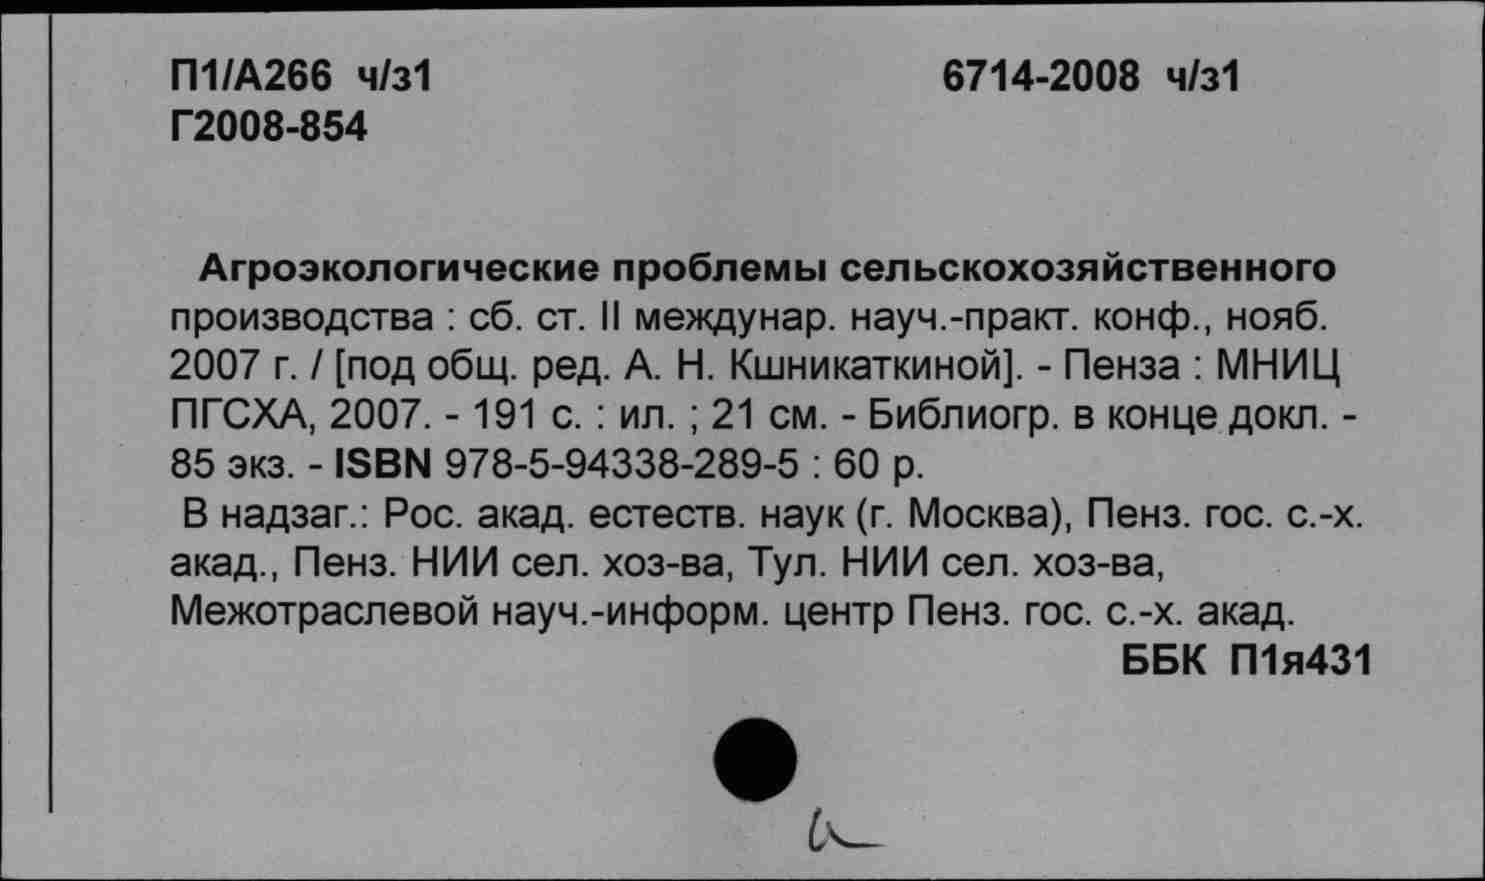 П1/А266 ч/з1 6714-2008 ч/з1
Г2008-854
Агроэкологические проблемы сельскохозяйственного
производства : сб. ст. II междунар. науч.-практ. конф., нояб.
2007 г. / [под общ. ред. А. Н. Кшникаткиной]. - Пенза : МНИЦ
ПГСХА, 2007. - 191 с. : ил. ; 21 см. - Библиогр. в конце докл. -
85 экз. - ISBN 978-5-94338-289-5 : 60 р.
В надзаг.: Рос. акад. естеств. наук (г. Москва), Пенз. гос. с.-х.
акад., Пенз. НИИ сел. хоз-ва, Тул. НИИ сел. хоз-ва,
Межотраслевой науч.-информ. центр Пенз. гос. с.-х. акад.
ББК П1я431